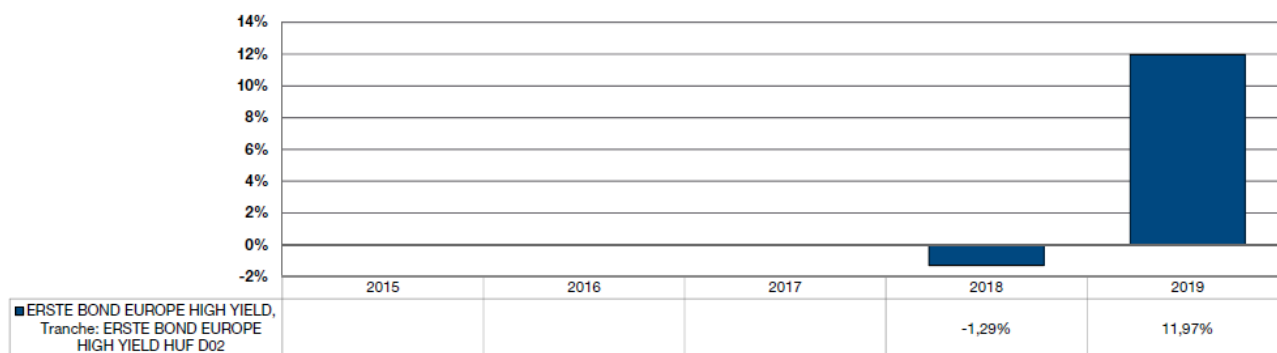 14%
12%
10%
8%
6%
4%
2%
0%
-2%
2015 2016 2017 2018 2019
ERSTE BOND EUROPE HIGH YIELD,
Tranche: ERSTE BOND EUROPE
HIGH YIELD HUF D02
-1,29% 11,97%